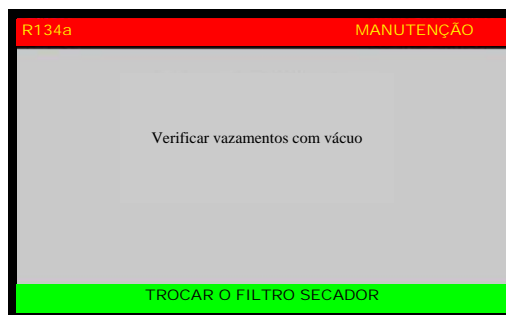 R134a MANUTENÇÃO
Verificar vazamentos com vácuo
TROCAR O FILTRO SECADOR